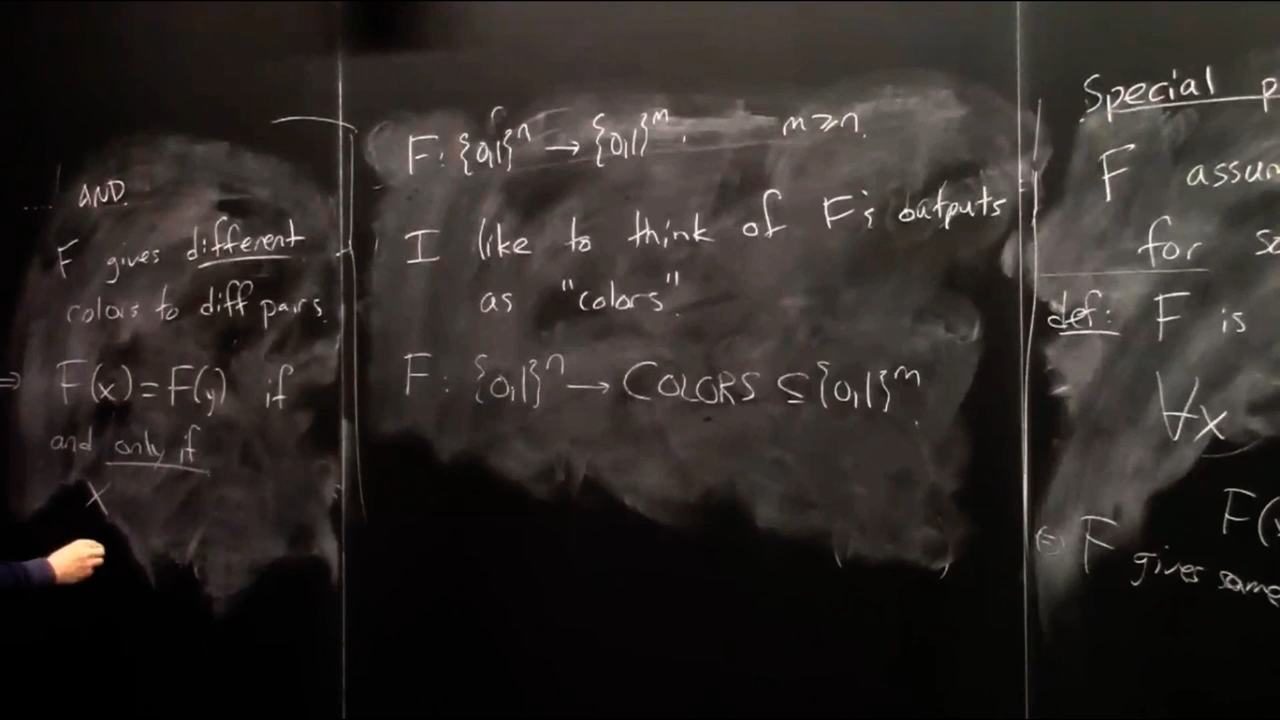 .... AND.
F gives different
colors to diff pairs.
⇒ F(x)=F(y) if
and only if
x
F: {0,1}ⁿ → {0,1}ᵐ. m≥n.
I like to think of F's outputs
as "colors".
F: {0,1}ⁿ → COLORS ⊆ {0,1}ᵐ.
Special p
F assum
for so
def: F is
∀x
F(x
(=) F gives same